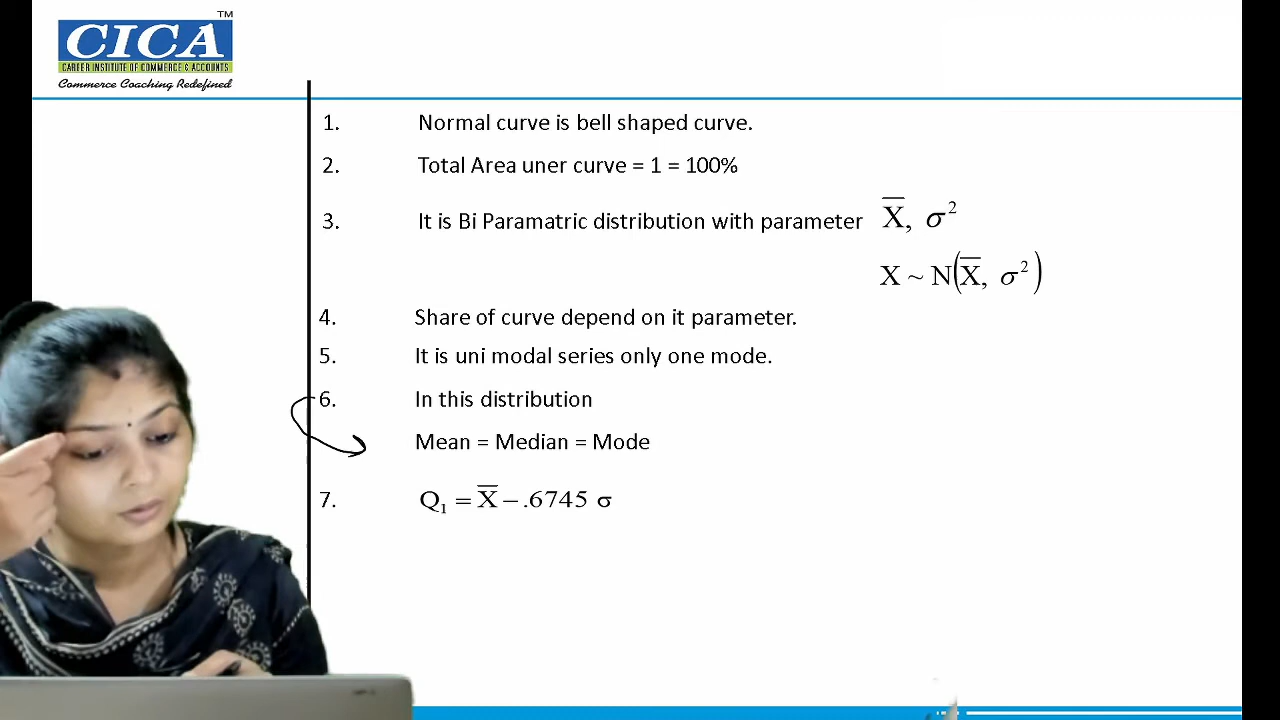 TM
CICA
CAREER INSTITUTE OF COMMERCE & ACCOUNTS
Commerce Coaching Redefined
1. Normal curve is bell shaped curve.
2. Total Area uner curve = 1 = 100%
3. It is Bi Paramatric distribution with parameter X̅, σ²
X ~ N(X̅, σ²)
4. Share of curve depend on it parameter.
5. It is uni modal series only one mode.
6. In this distribution
Mean = Median = Mode
7. Q₁ = X̅ − .6745 σ